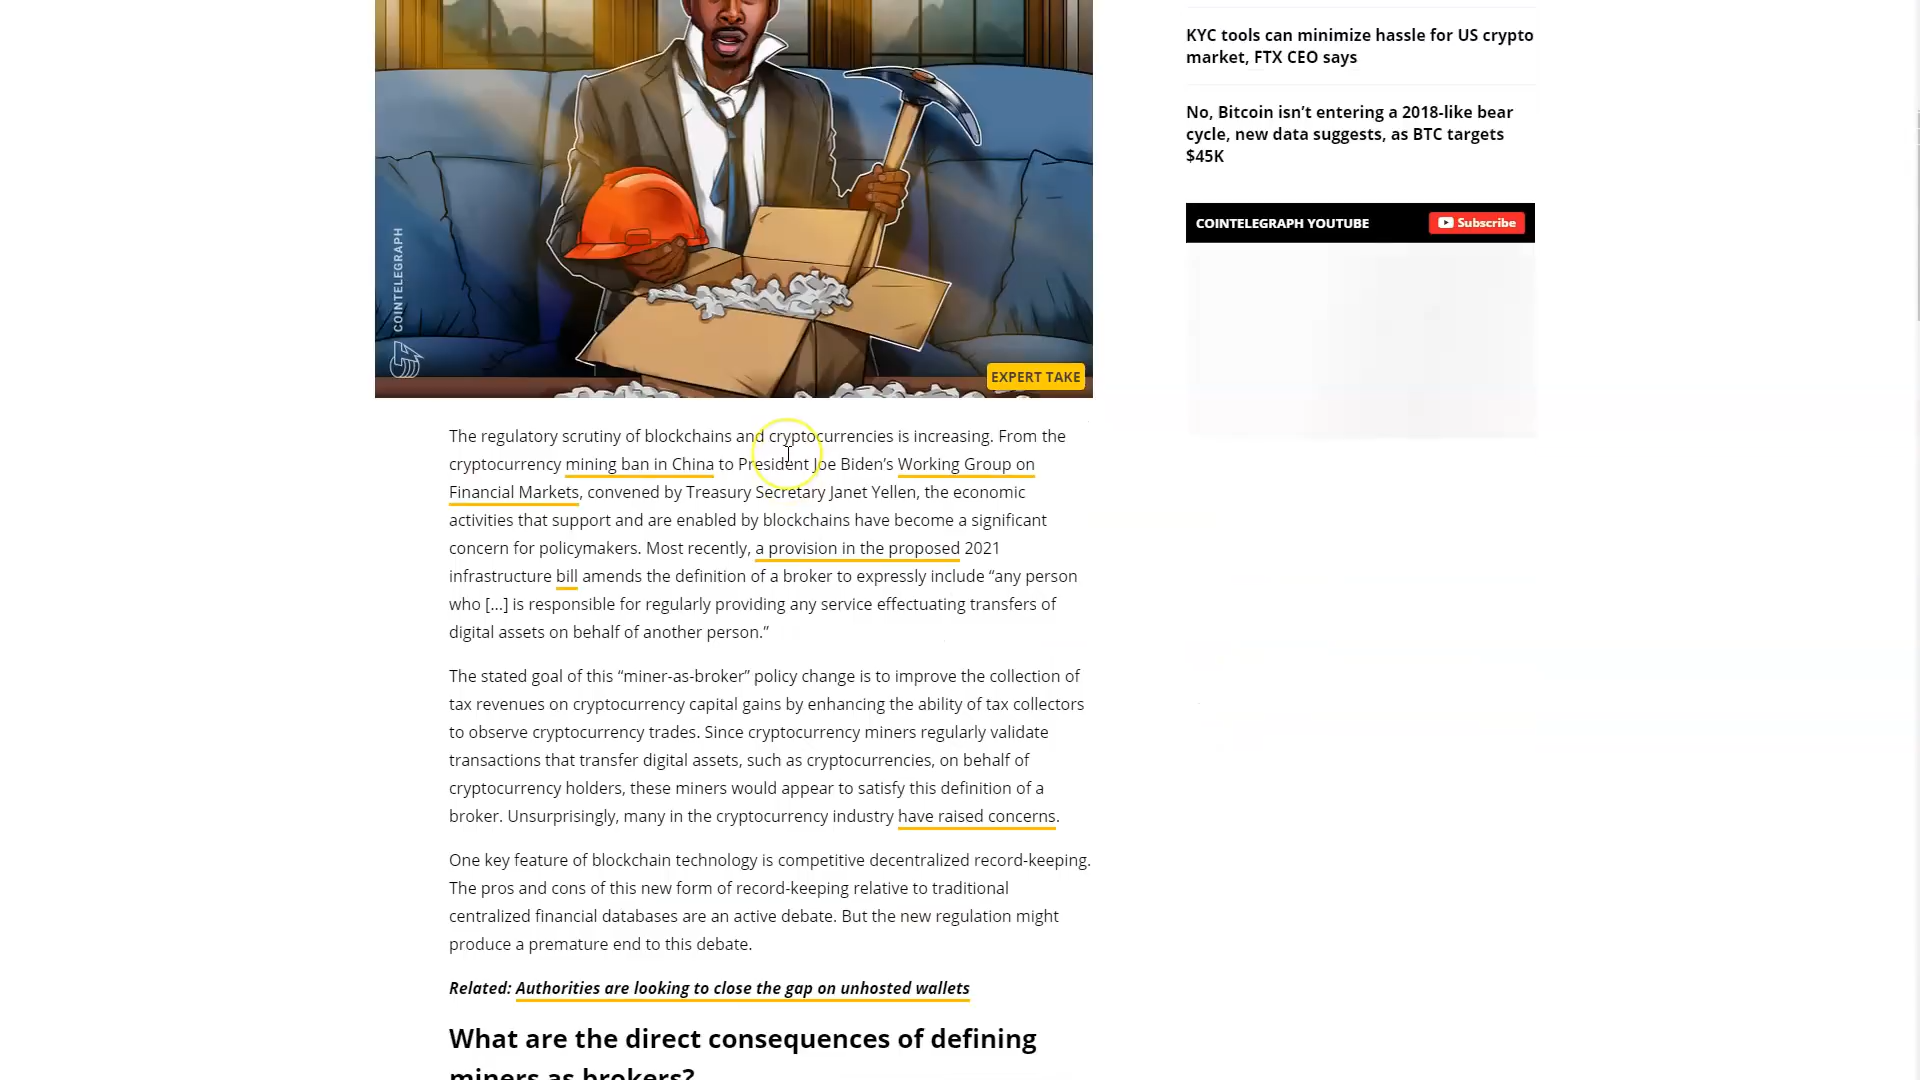 KYC tools can minimize hassle for US crypto
market, FTX CEO says
No, Bitcoin isn’t entering a 2018-like bear
cycle, new data suggests, as BTC targets
$45K
COINTELEGRAPH YOUTUBE
Subscribe
COINTELEGRAPH
EXPERT TAKE
The regulatory scrutiny of blockchains and cryptocurrencies is increasing. From the
cryptocurrency mining ban in China to President Joe Biden’s Working Group on
Financial Markets, convened by Treasury Secretary Janet Yellen, the economic
activities that support and are enabled by blockchains have become a significant
concern for policymakers. Most recently, a provision in the proposed 2021
infrastructure bill amends the definition of a broker to expressly include “any person
who [...] is responsible for regularly providing any service effectuating transfers of
digital assets on behalf of another person.”
The stated goal of this “miner-as-broker” policy change is to improve the collection of
tax revenues on cryptocurrency capital gains by enhancing the ability of tax collectors
to observe cryptocurrency trades. Since cryptocurrency miners regularly validate
transactions that transfer digital assets, such as cryptocurrencies, on behalf of
cryptocurrency holders, these miners would appear to satisfy this definition of a
broker. Unsurprisingly, many in the cryptocurrency industry have raised concerns.
One key feature of blockchain technology is competitive decentralized record-keeping.
The pros and cons of this new form of record-keeping relative to traditional
centralized financial databases are an active debate. But the new regulation might
produce a premature end to this debate.
Related: Authorities are looking to close the gap on unhosted wallets
What are the direct consequences of defining
miners as brokers?